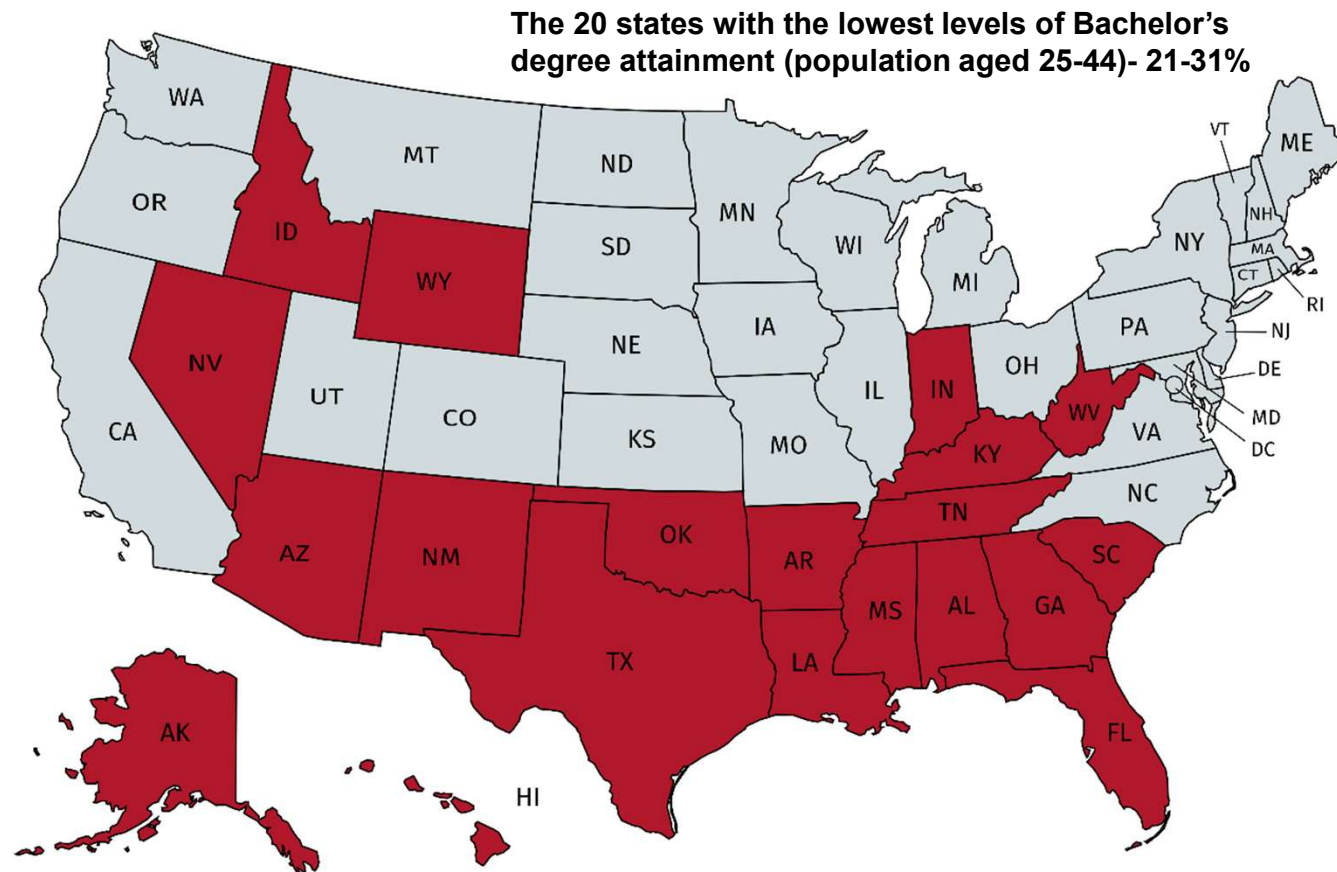 The 20 states with the lowest levels of Bachelor's
degree attainment (population aged 25-44)- 21-31%
WA
MT
ND
MN
VT
ME
OR
ID
SD
WI
NY
NH
MA
WY
MI
CT
RI
IA
PA
NJ
NV
NE
OH
DE
UT
CO
IL
IN
WV
MD
CA
KS
MO
KY
VA
DC
NC
AZ
NM
OK
AR
TN
SC
MS
AL
GA
TX
LA
AK
FL
HI